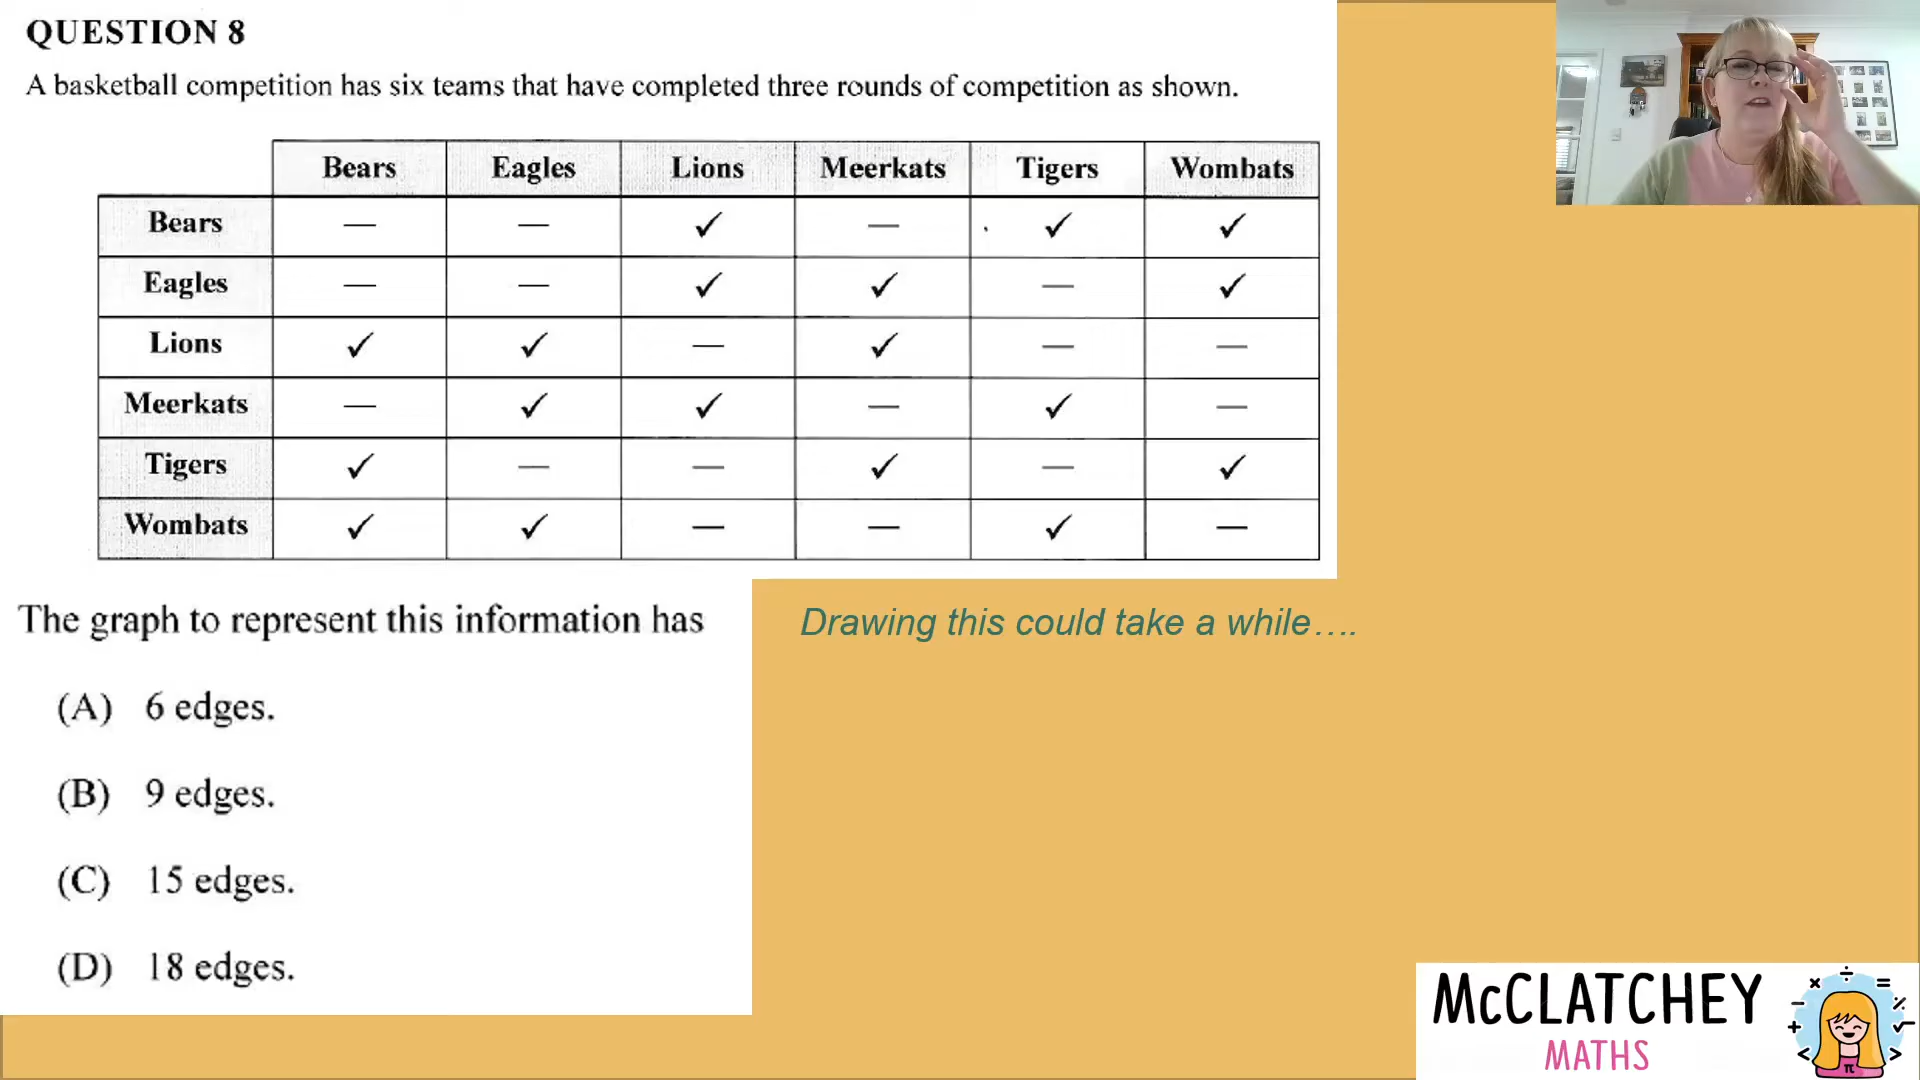 QUESTION 8
A basketball competition has six teams that have completed three rounds of competition as shown.
Bears Eagles Lions Meerkats Tigers Wombats
Bears — — ✓ — ✓ ✓
Eagles — — ✓ ✓ — ✓
Lions ✓ ✓ — ✓ — —
Meerkats — ✓ ✓ — ✓ —
Tigers ✓ — — ✓ — ✓
Wombats ✓ ✓ — — ✓ —
The graph to represent this information has
Drawing this could take a while....
(A) 6 edges.
(B) 9 edges.
(C) 15 edges.
(D) 18 edges.
McCLATCHEY
MATHS